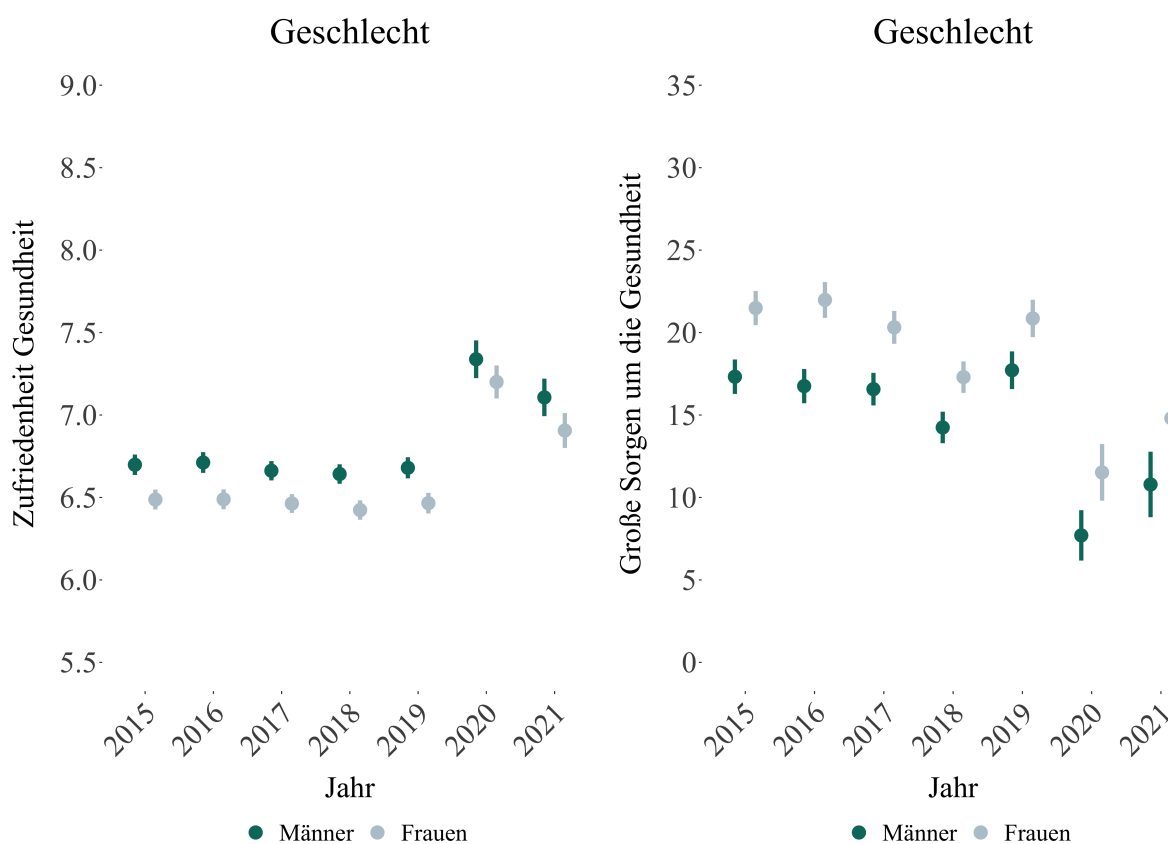 Geschlecht
Zufriedenheit Gesundheit
9.0
8.5
8.0
7.5
7.0
6.5
6.0
5.5
2015 2016 2017 2018 2019 2020 2021
Jahr
Männer Frauen
Geschlecht
Große Sorgen um die Gesundheit
35
30
25
20
15
10
5
0
2015 2016 2017 2018 2019 2020 2021
Jahr
Männer Frauen